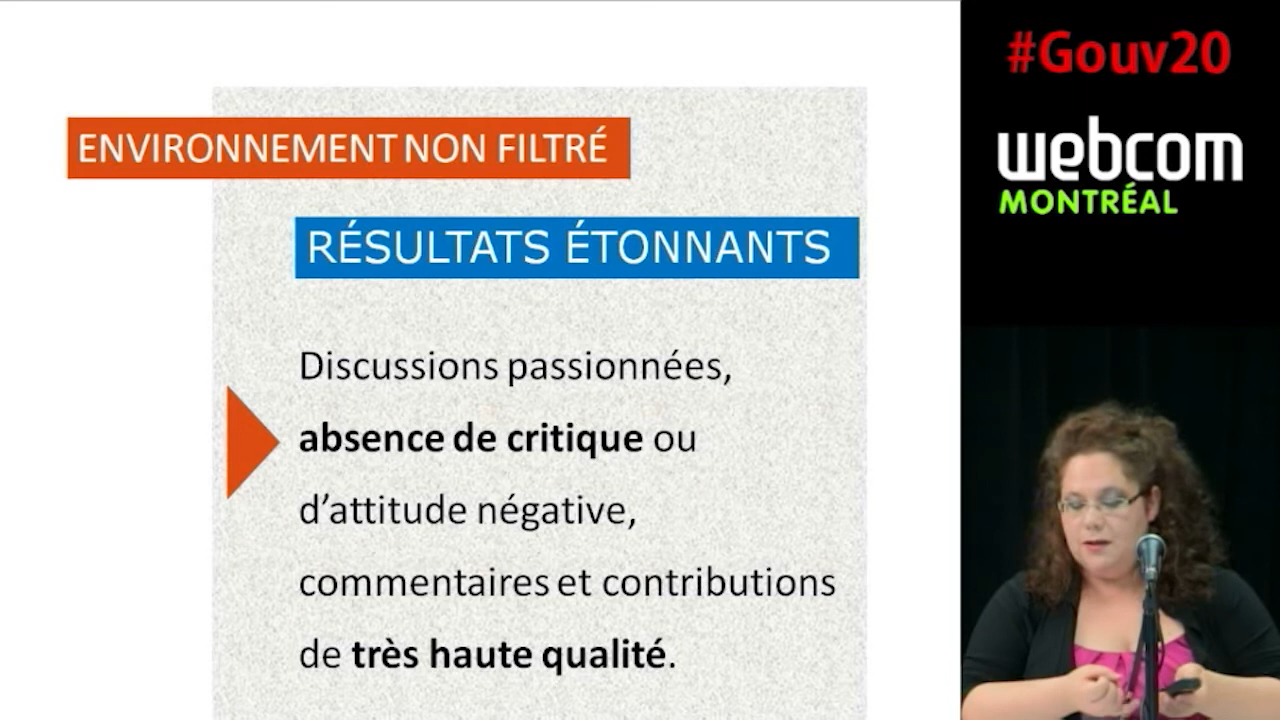 ENVIRONNEMENT NON FILTRÉ
RÉSULTATS ÉTONNANTS
Discussions passionnées,
absence de critique ou
d’attitude négative,
commentaires et contributions
de très haute qualité.
#Gouv20
webcom
MONTRÉAL